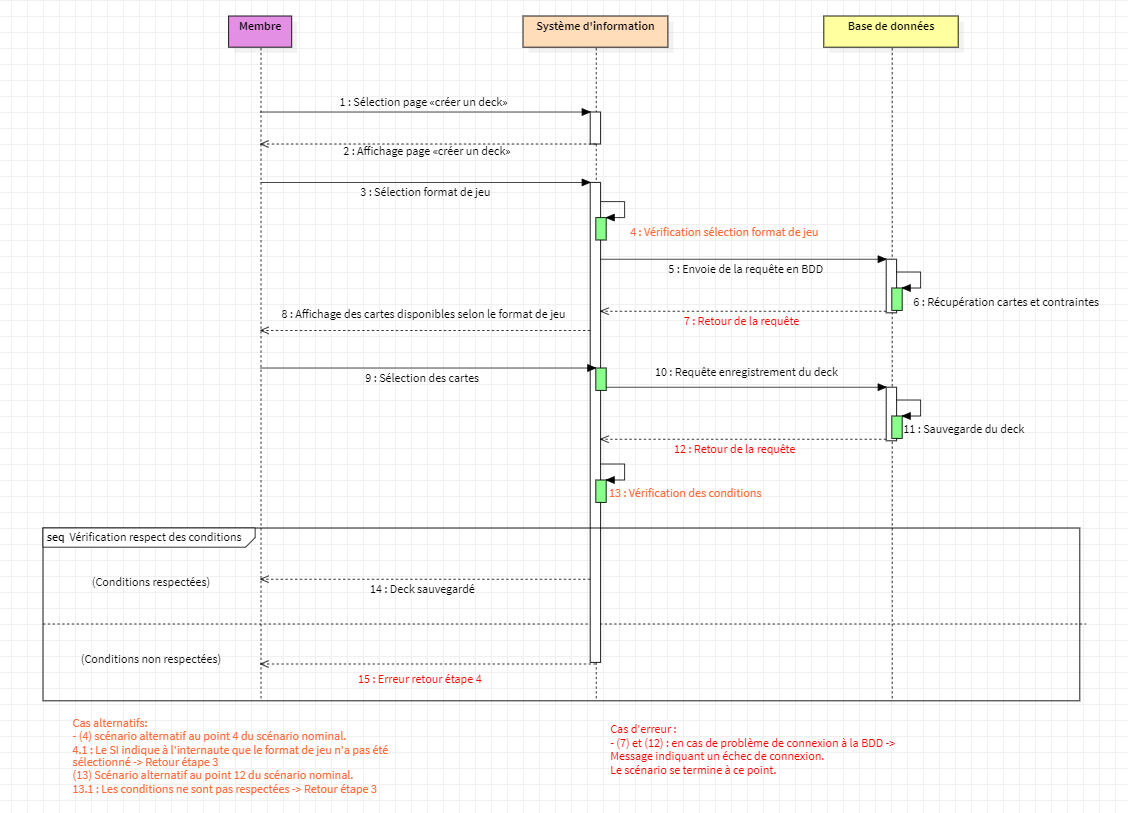 Membre
Système d'information
Base de données
1 : Sélection page «créer un deck»
2 : Affichage page «créer un deck»
3 : Sélection format de jeu
4 : Vérification sélection format de jeu
5 : Envoie de la requête en BDD
6 : Récupération cartes et contraintes
7 : Retour de la requête
8 : Affichage des cartes disponibles selon le format de jeu
9 : Sélection des cartes
10 : Requête enregistrement du deck
11 : Sauvegarde du deck
12 : Retour de la requête
13 : Vérification des conditions
seq Vérification respect des conditions
(Conditions respectées)
14 : Deck sauvegardé
(Conditions non respectées)
15 : Erreur retour étape 4
Cas alternatifs:
- (4) scénario alternatif au point 4 du scénario nominal.
4.1 : Le SI indique à l'internaute que le format de jeu n'a pas été
sélectionné -> Retour étape 3
(13) Scénario alternatif au point 12 du scénario nominal.
13.1 : Les conditions ne sont pas respectées -> Retour étape 3
Cas d'erreur :
- (7) et (12) : en cas de problème de connexion à la BDD ->
Message indiquant un échec de connexion.
Le scénario se termine à ce point.